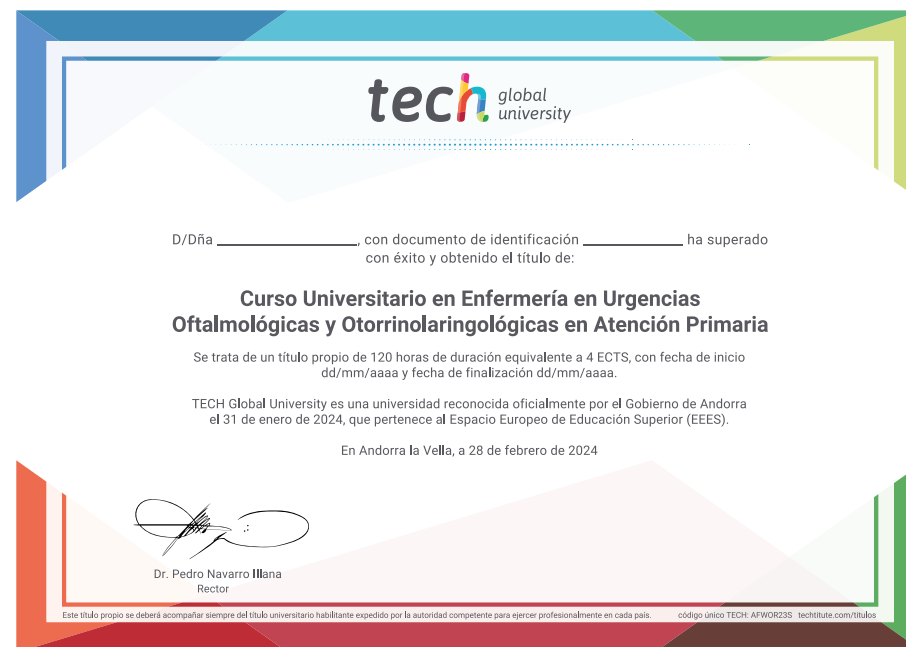 tech global university
D/Dña ____________, con documento de identificación ____________ ha superado
con éxito y obtenido el título de:
Curso Universitario en Enfermería en Urgencias
Oftalmológicas y Otorrinolaringológicas en Atención Primaria
Se trata de un título propio de 120 horas de duración equivalente a 4 ECTS, con fecha de inicio
dd/mm/aaaa y fecha de finalización dd/mm/aaaa.
TECH Global University es una universidad reconocida oficialmente por el Gobierno de Andorra
el 31 de enero de 2024, que pertenece al Espacio Europeo de Educación Superior (EEES).
En Andorra la Vella, a 28 de febrero de 2024
Dr. Pedro Navarro Illana
Rector
Este título propio se deberá acompañar siempre del título universitario habilitante expedido por la autoridad competente para ejercer profesionalmente en cada país. código único TECH: AFWOR23S techtitute.com/titulos